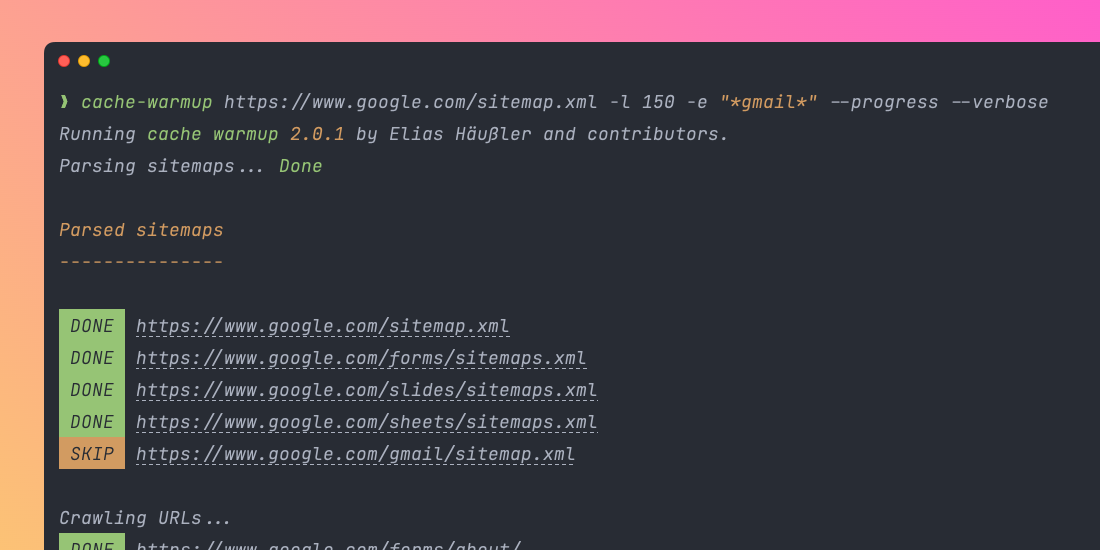 ❱ cache-warmup https://www.google.com/sitemap.xml -l 150 -e "*gmail*" --progress --verbose
Running cache warmup 2.0.1 by Elias Häußler and contributors.
Parsing sitemaps... Done
Parsed sitemaps
---------------
DONE https://www.google.com/sitemap.xml
DONE https://www.google.com/forms/sitemaps.xml
DONE https://www.google.com/slides/sitemaps.xml
DONE https://www.google.com/sheets/sitemaps.xml
SKIP https://www.google.com/gmail/sitemap.xml
Crawling URLs...
DONE https://www.google.com/forms/about/